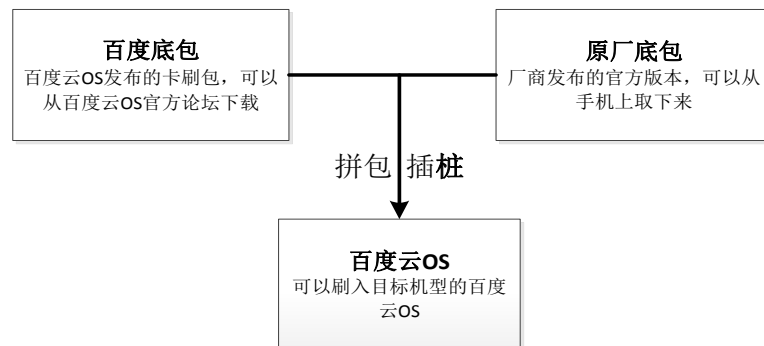 百度底包
百度云OS发布的卡刷包，可以
从百度云OS官方论坛下载
原厂底包
厂商发布的官方版本，可以从
手机上取下来
拼包 插桩
百度云OS
可以刷入目标机型的百度
云OS